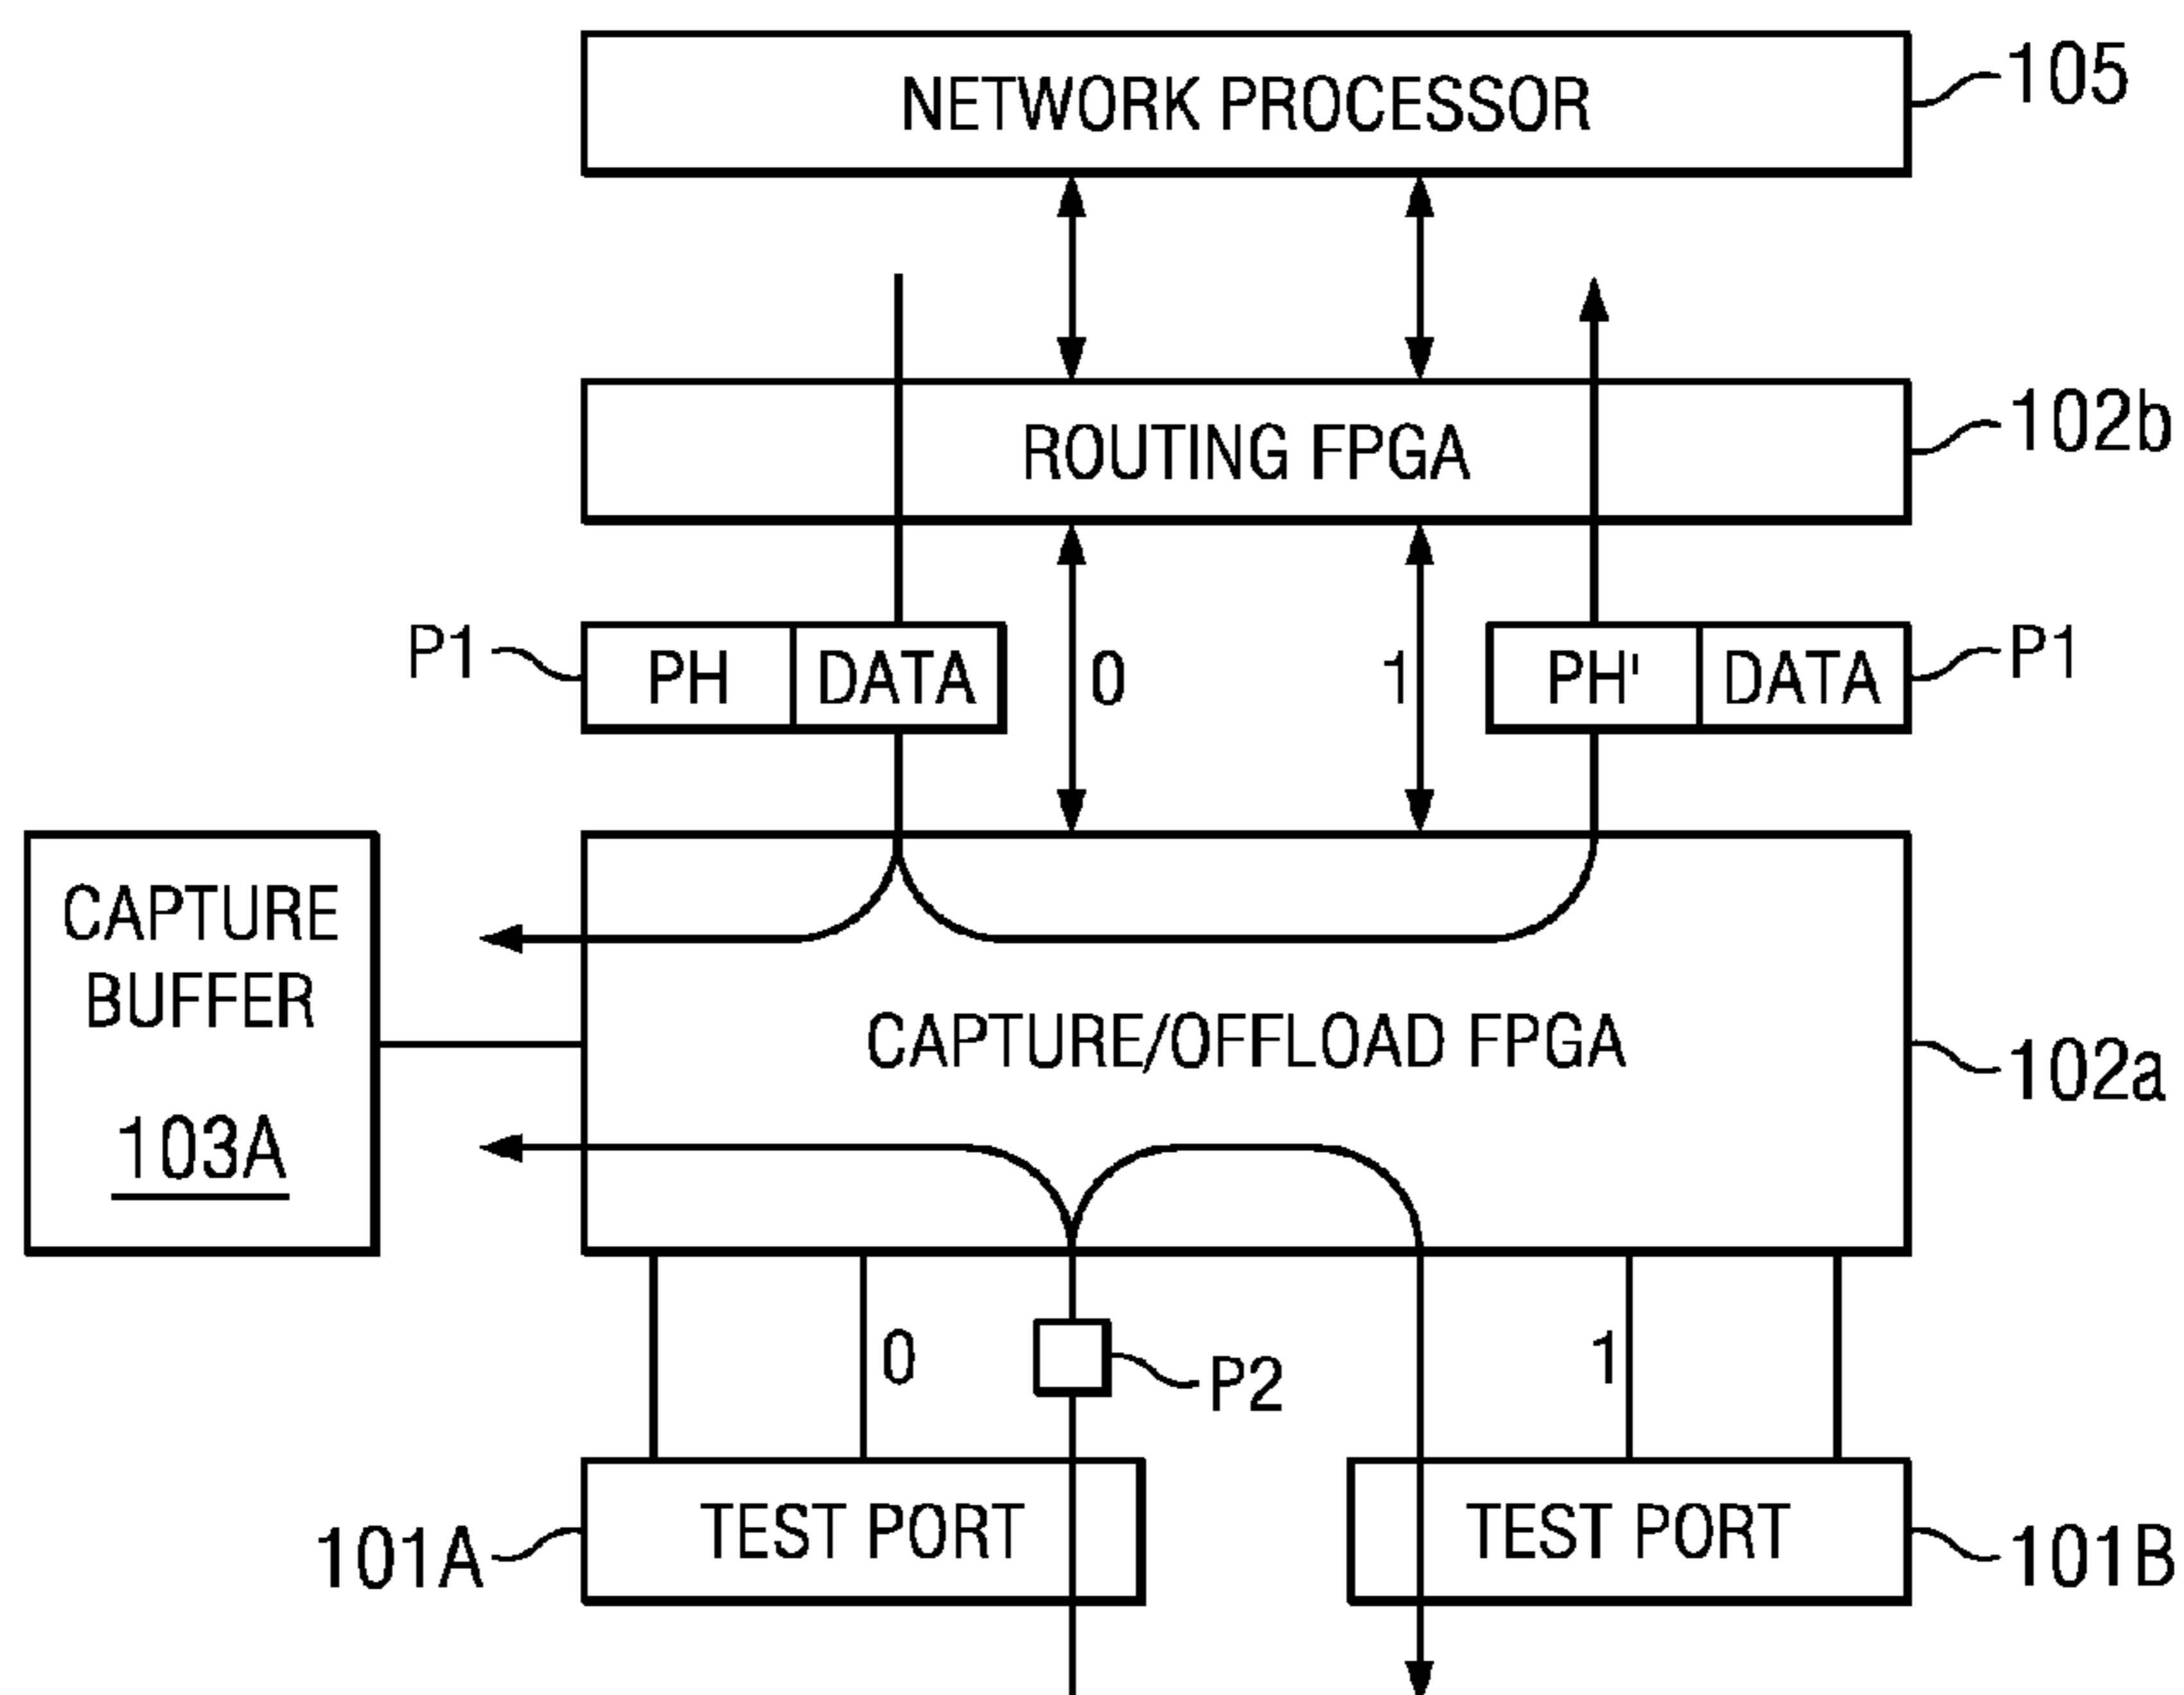 NETWORK PROCESSOR
105
ROUTING FPGA
102b
P1
PH
DATA
0
1
PH'
DATA
P1
CAPTURE
BUFFER
103A
CAPTURE/OFFLOAD FPGA
102a
0
P2
1
101A
TEST PORT
TEST PORT
101B